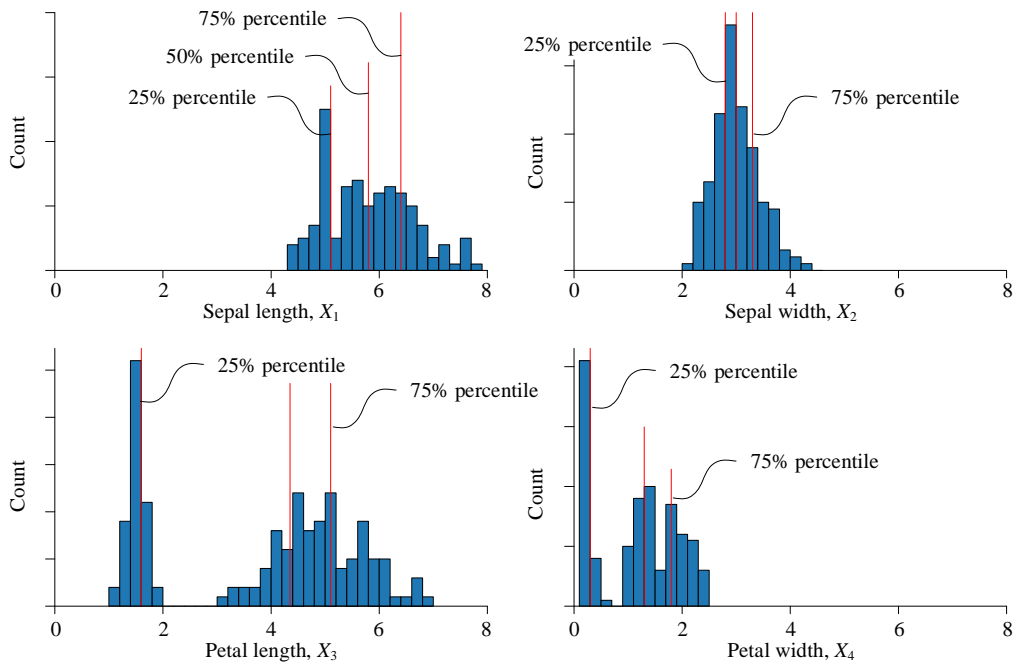 75% percentile
50% percentile
25% percentile
Count
0 2 4 6 8
Sepal length, X1
25% percentile
75% percentile
Count
0 2 4 6 8
Sepal width, X2
25% percentile
75% percentile
Count
0 2 4 6 8
Petal length, X3
25% percentile
75% percentile
Count
0 2 4 6 8
Petal width, X4